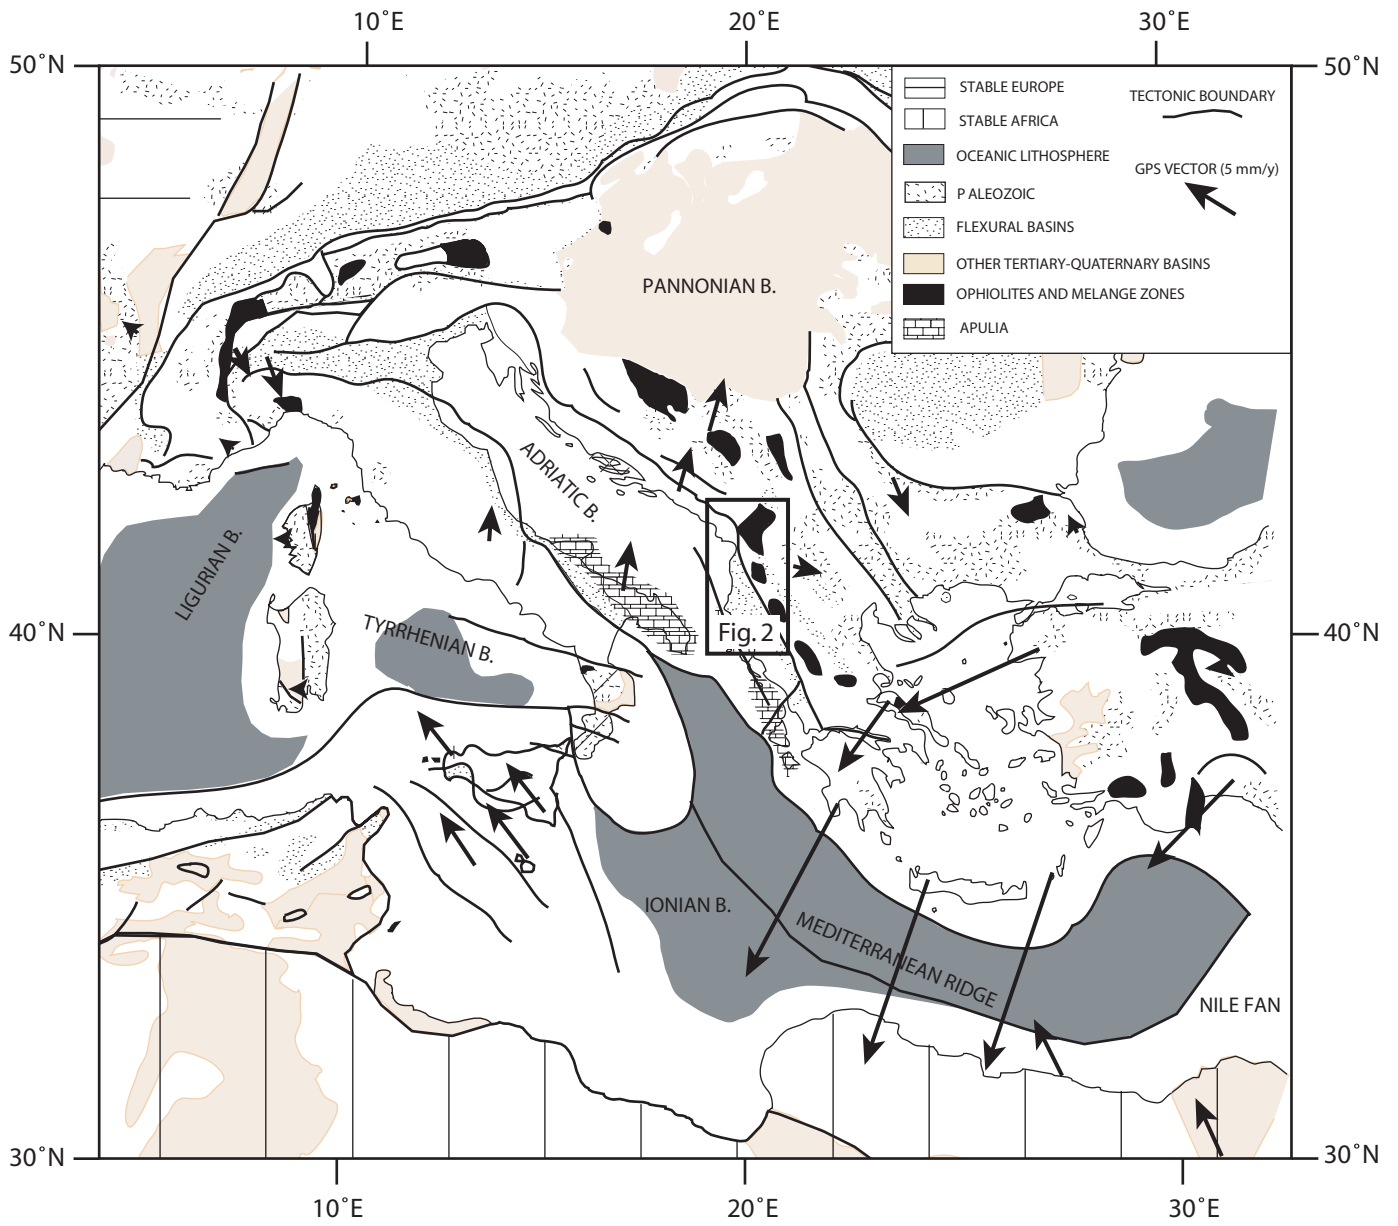 10˚E 20˚E 30˚E
50˚N 50˚N
STABLE EUROPE
TECTONIC BOUNDARY
STABLE AFRICA
OCEANIC LITHOSPHERE
GPS VECTOR (5 mm/y)
P ALEOZOIC
FLEXURAL BASINS
OTHER TERTIARY-QUATERNARY BASINS
OPHIOLITES AND MELANGE ZONES
APULIA
PANNONIAN B.
ADRIATIC B.
LIGURIAN B.
TYRRHENIAN B.
Fig. 2
40˚N 40˚N
IONIAN B.
MEDITERRANEAN RIDGE
NILE FAN
30˚N 30˚N
10˚E 20˚E 30˚E